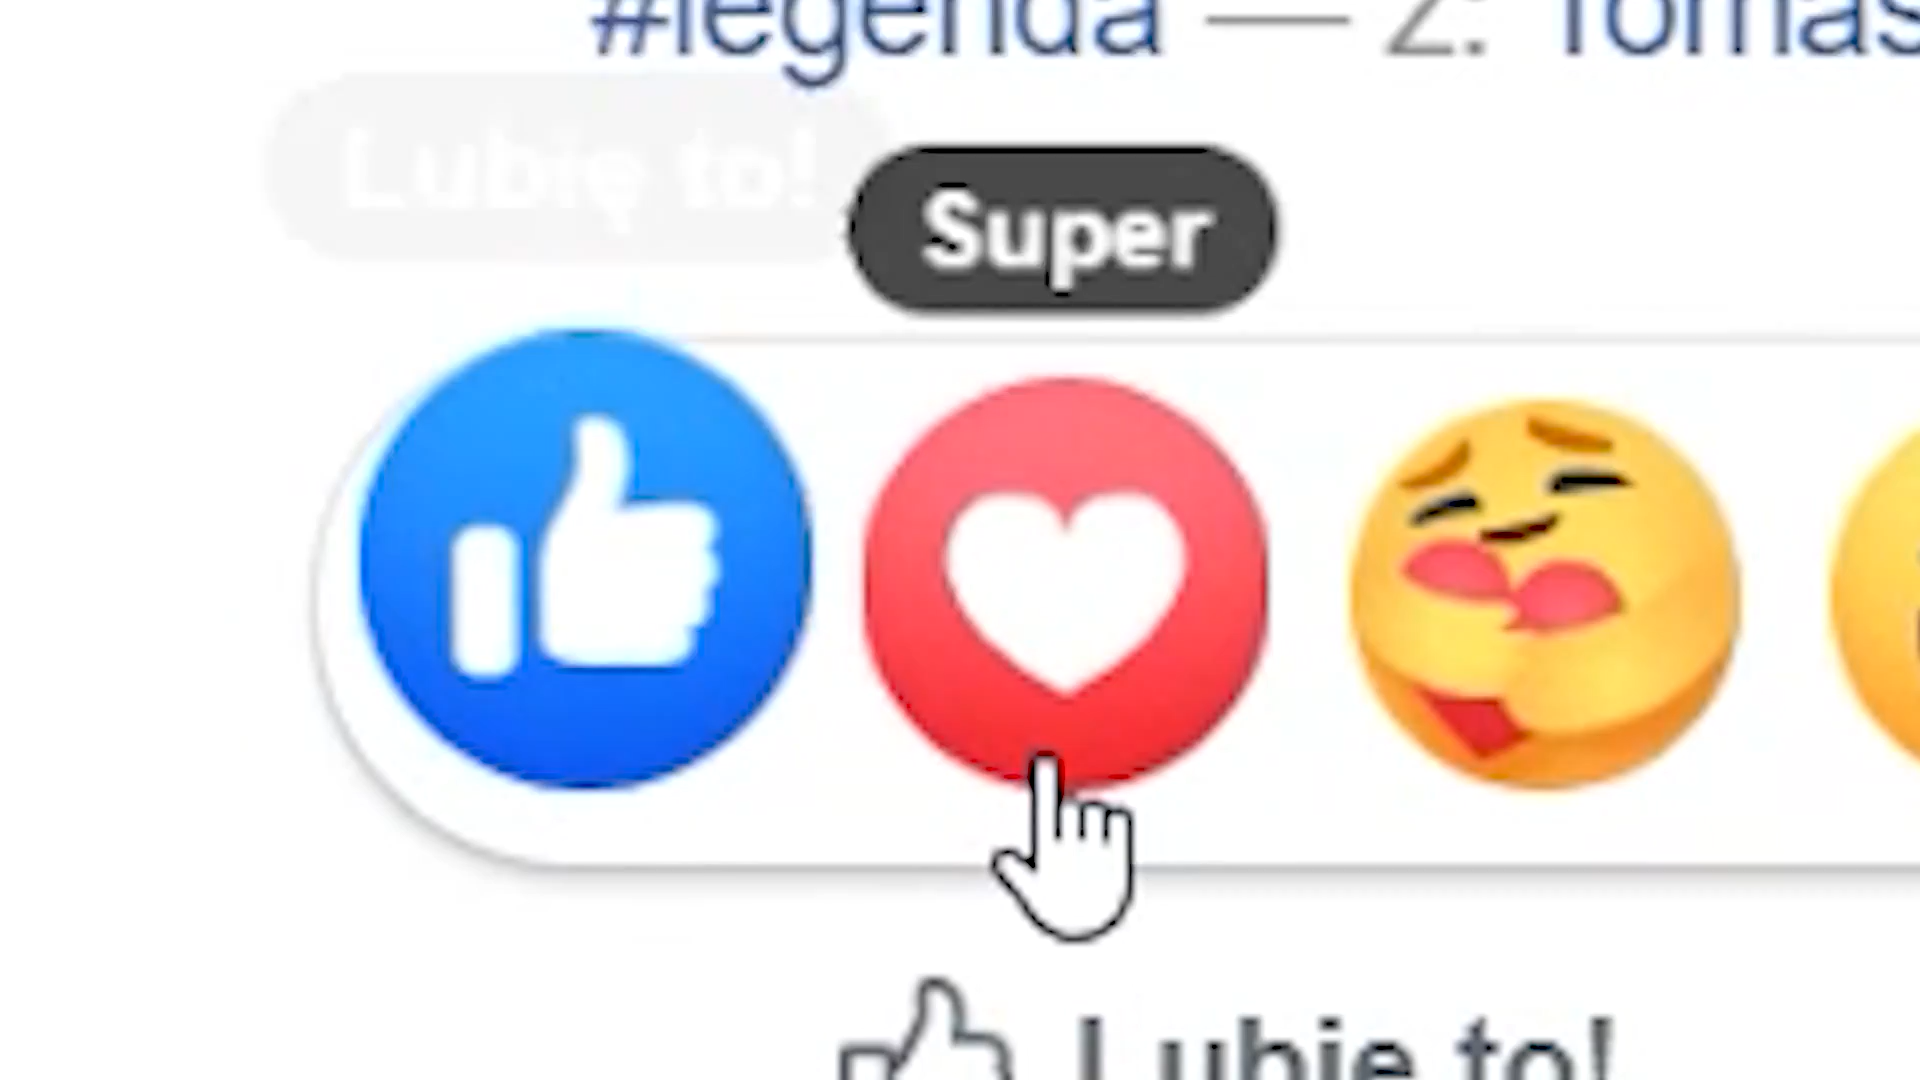 #legenda — Z: Tomas
Lubię to!
Super
Lubię to!